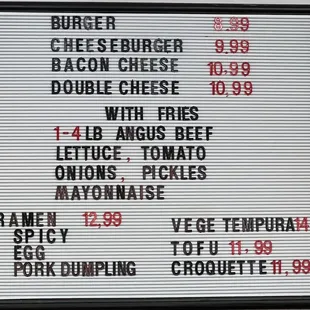 BURGER 8.99
CHEESEBURGER 9.99
BACON CHEESE 10.99
DOUBLE CHEESE 10,99
WITH FRIES
1-4 LB ANGUS BEEF
LETTUCE, TOMATO
ONIONS, PICKLES
MAYONNAISE
RAMEN 12,99
SPICY
EGG
PORK DUMPLING
VEGE TEMPURA 14
TOFU 11,99
CROQUETTE 11,99